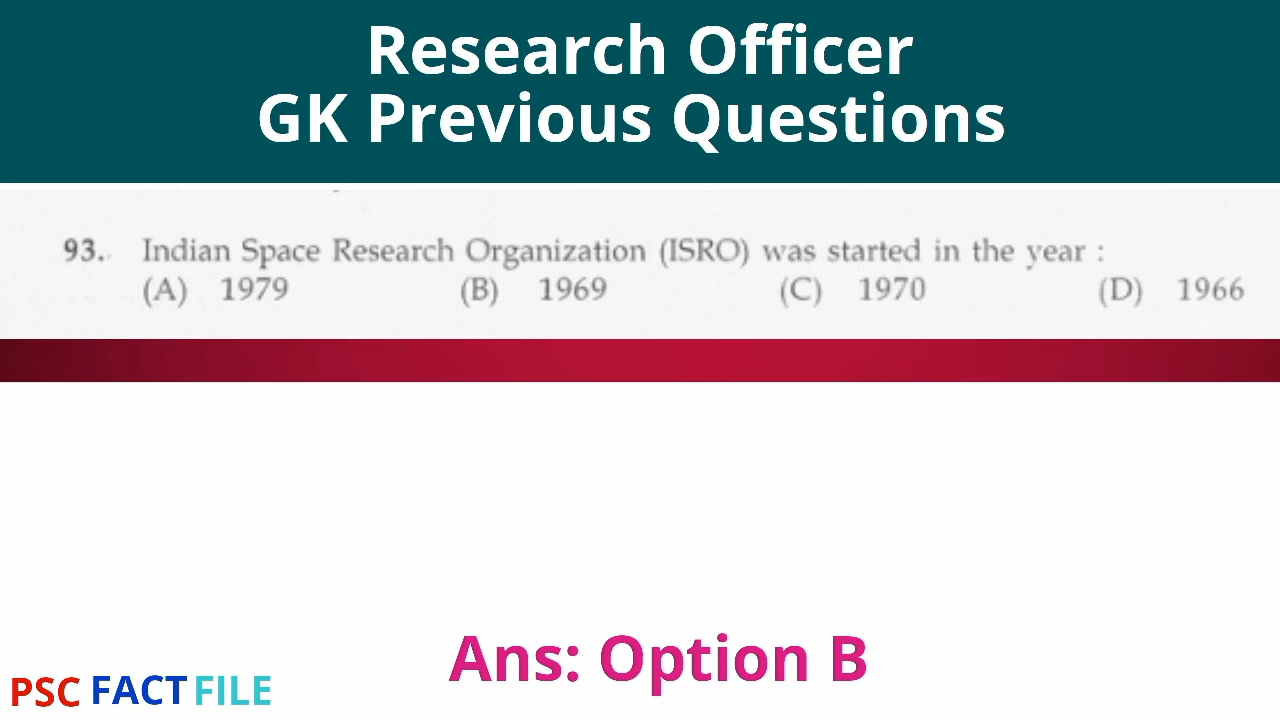 Research Officer
GK Previous Questions
93. Indian Space Research Organization (ISRO) was started in the year :
(A) 1979 (B) 1969 (C) 1970 (D) 1966
Ans: Option B
PSC FACT FILE